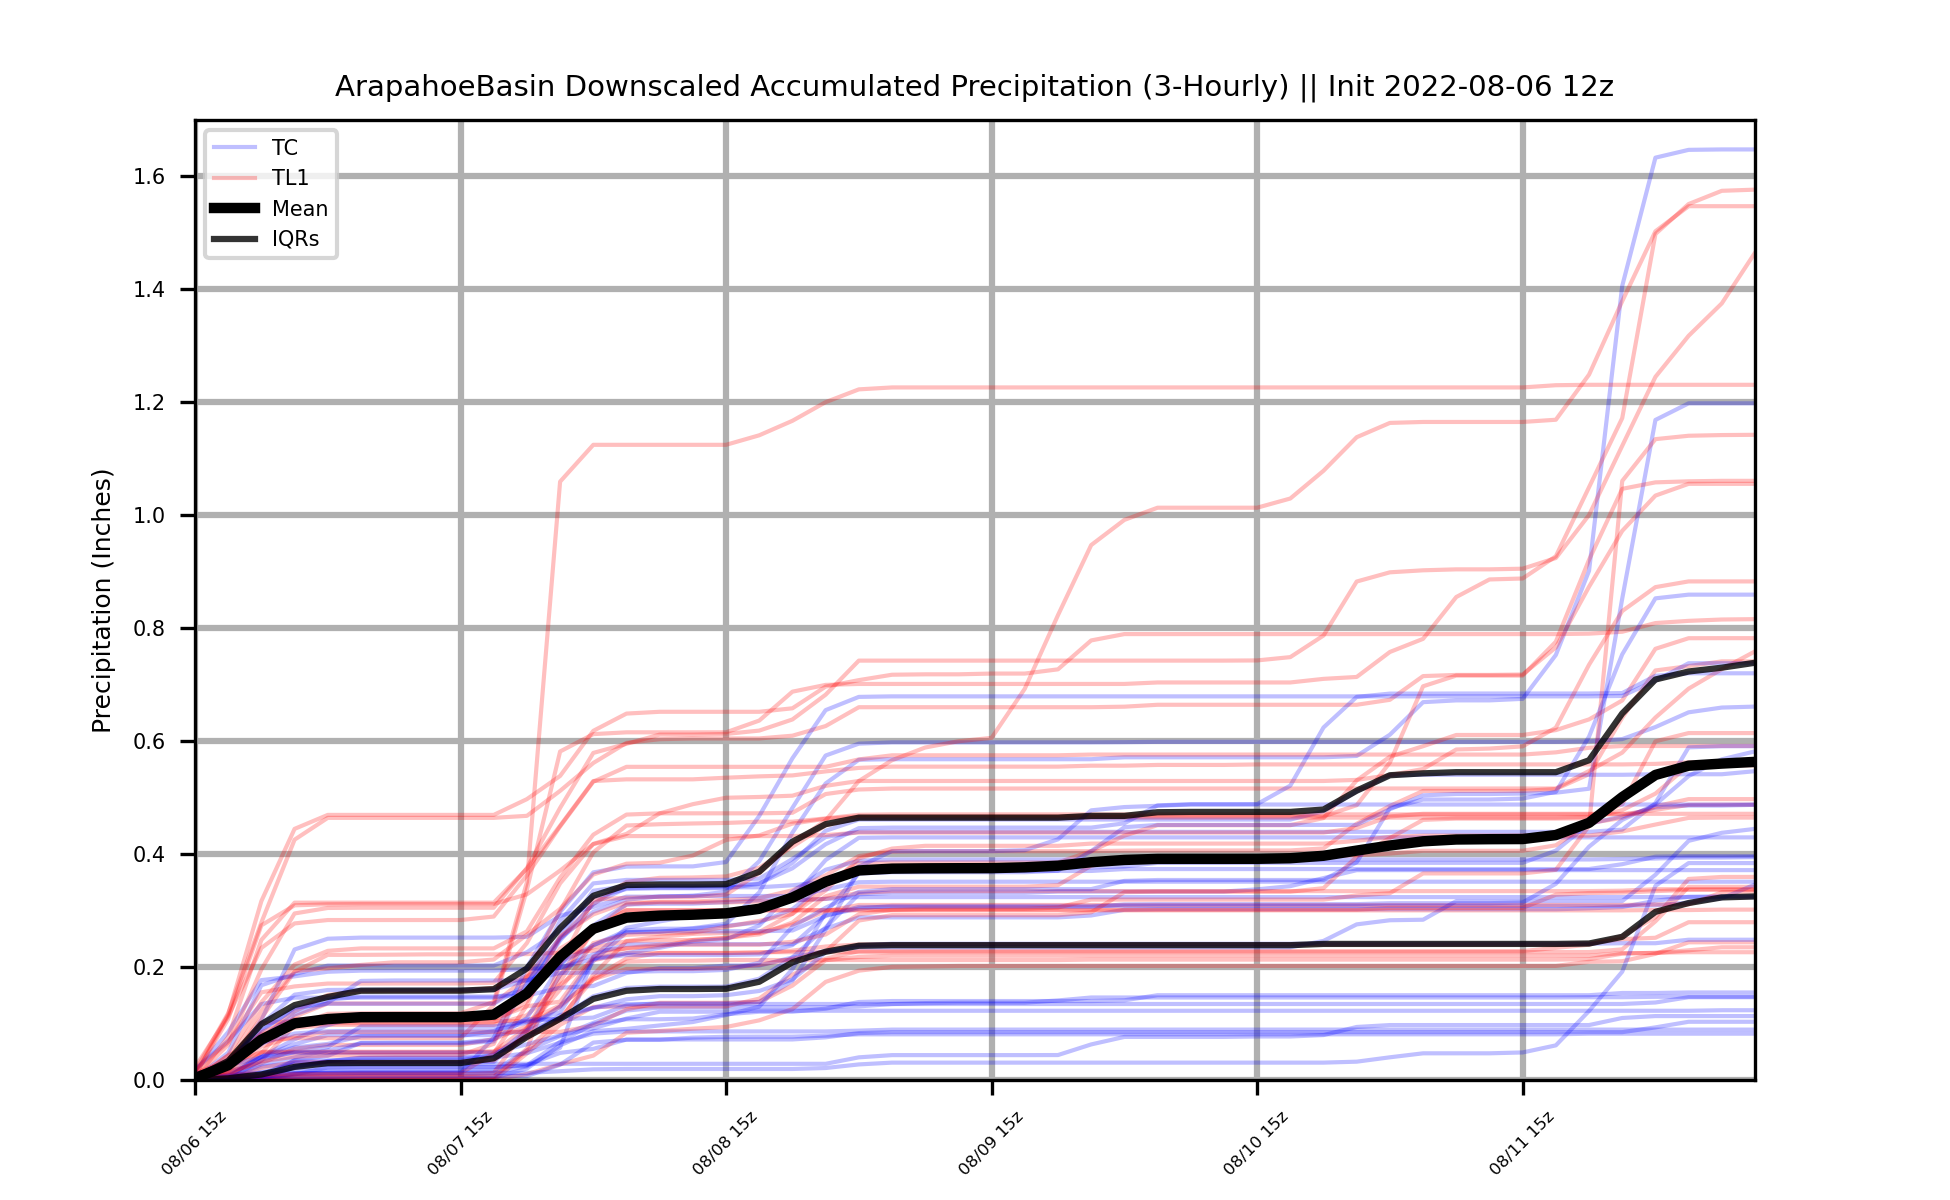 ArapahoeBasin Downscaled Accumulated Precipitation (3-Hourly) || Init 2022-08-06 12z
TC
TL1
Mean
IQRs
Precipitation (Inches)
1.6
1.4
1.2
1.0
0.8
0.6
0.4
0.2
0.0
08/06 15z
08/07 15z
08/08 15z
08/09 15z
08/10 15z
08/11 15z